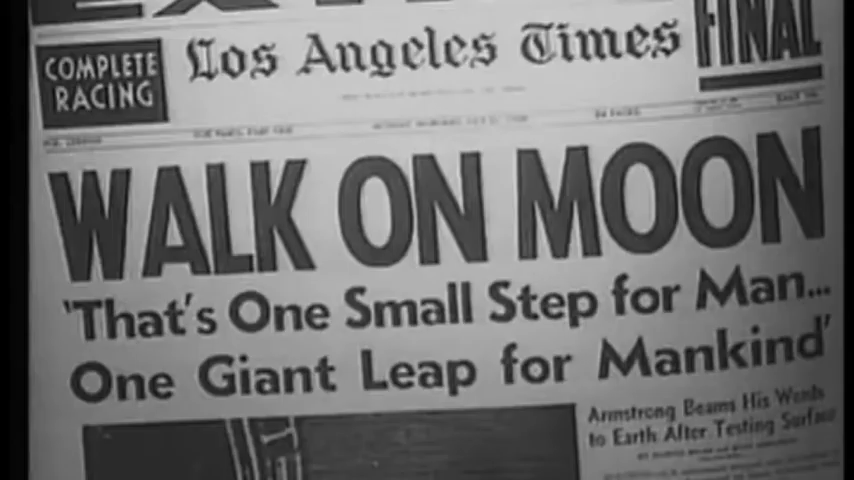 COMPLETE
RACING
Los Angeles Times
FINAL
WALK ON MOON
'That's One Small Step for Man...
One Giant Leap for Mankind'
Armstrong Beams His Words
to Earth After Testing Surface